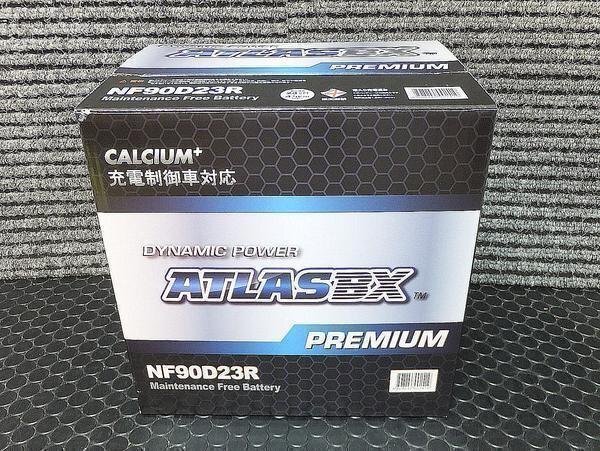 ATLASBX
PREMIUM
NF90D23R
Maintenance Free Battery
CALCIUM+
充電制御車対応
DYNAMIC POWER
ATLASBX™
PREMIUM
NF90D23R
Maintenance Free Battery